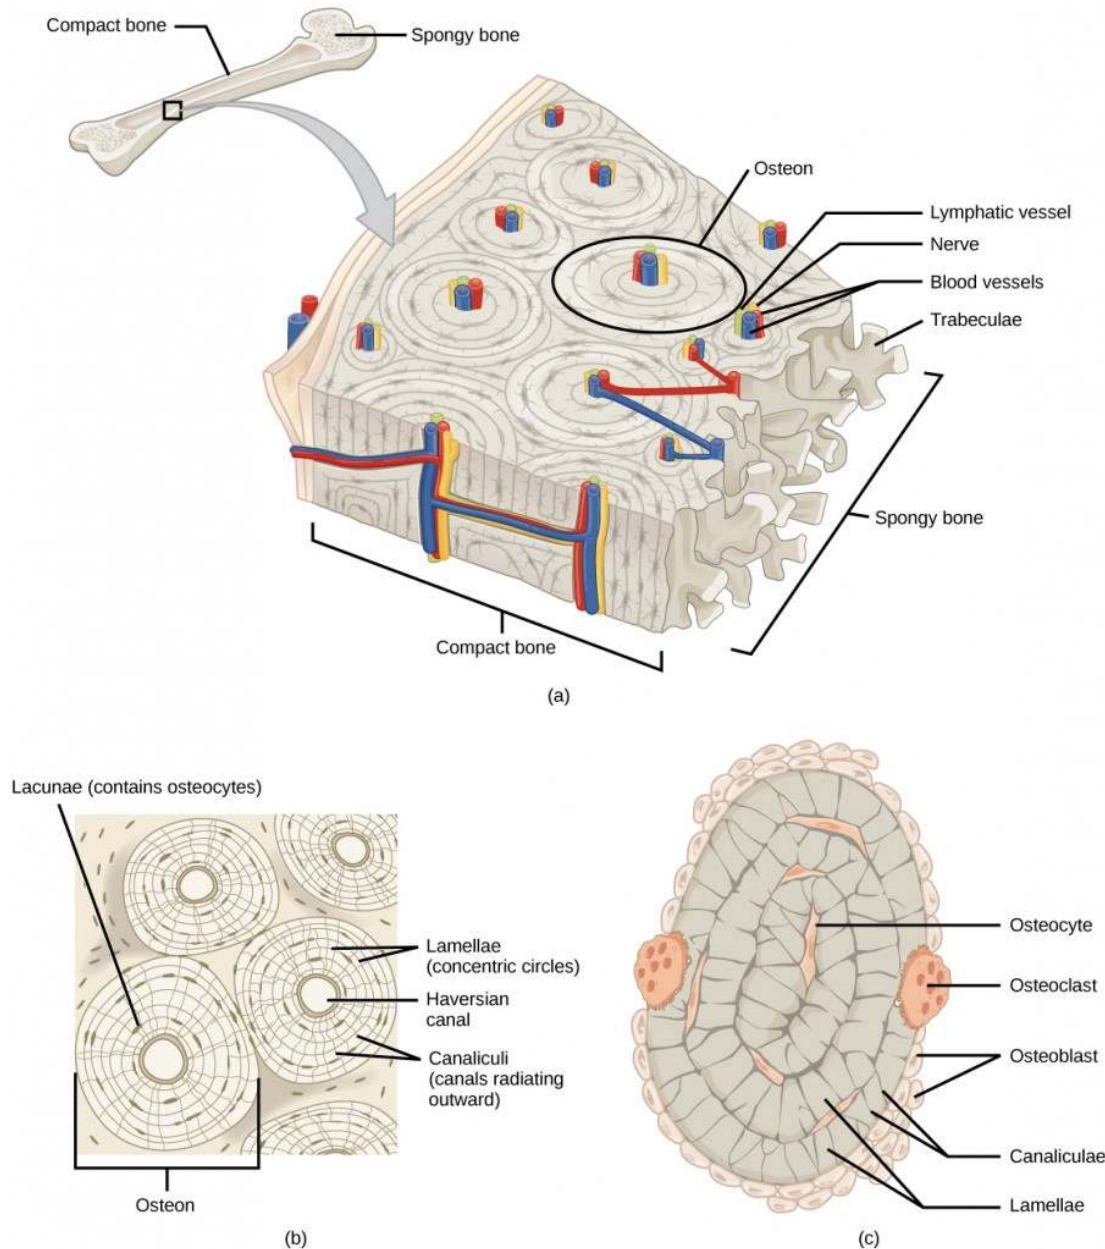 Compact bone
Spongy bone
Osteon
Lymphatic vessel
Nerve
Blood vessels
Trabeculae
Spongy bone
Compact bone
(a)
Lacunae (contains osteocytes)
Lamellae
(concentric circles)
Haversian
canal
Canaliculi
(canals radiating
outward)
Osteon
(b)
Osteocyte
Osteoclast
Osteoblast
Canaliculae
Lamellae
(c)